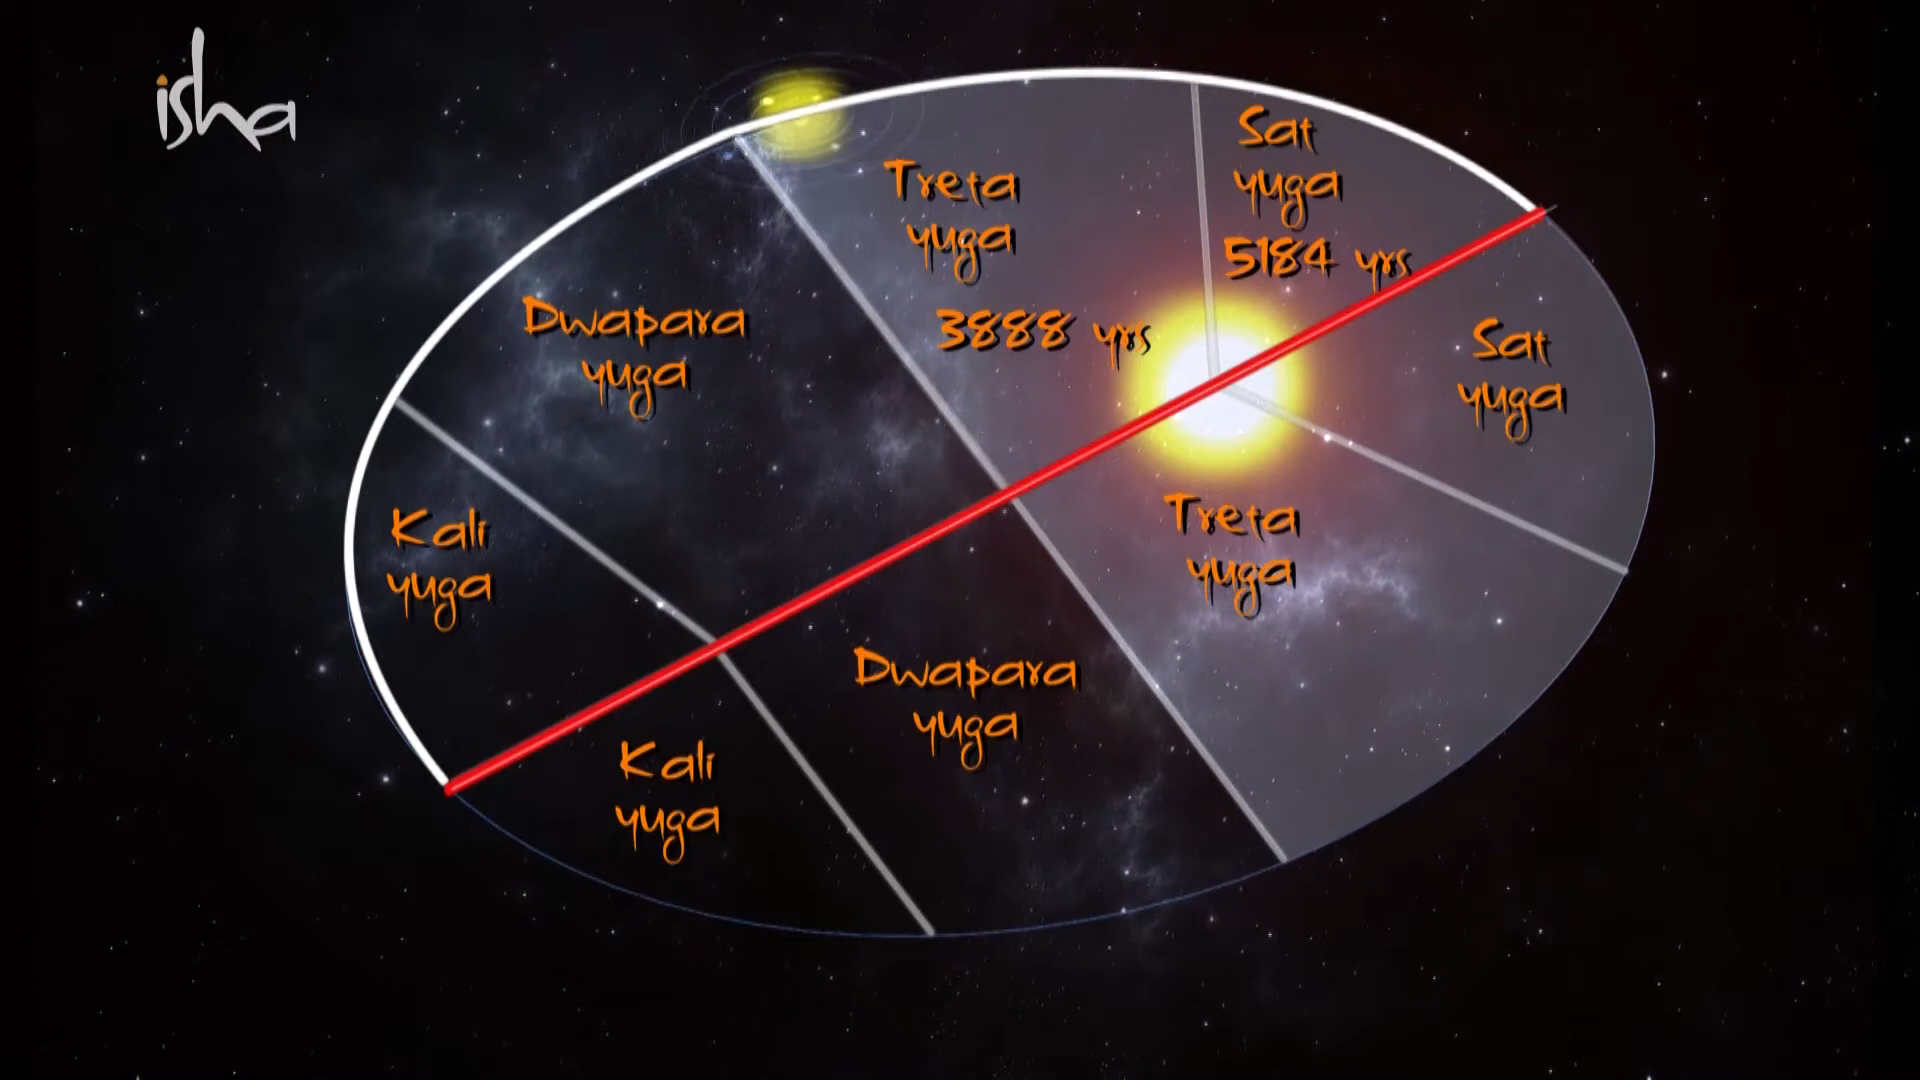 isha
Sat
yuga
5184 yrs
Treta
yuga
3888 yrs
Dwapara
yuga
Kali
yuga
Sat
yuga
Treta
yuga
Dwapara
yuga
Kali
yuga